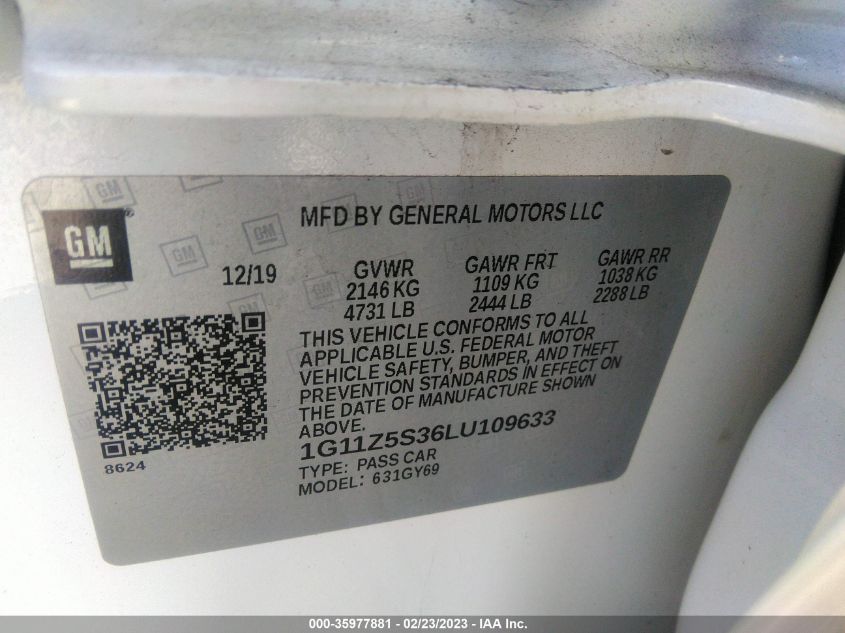 GM
MFD BY GENERAL MOTORS LLC
12/19 GVWR GAWR FRT GAWR RR
2146 KG 1109 KG 1038 KG
4731 LB 2444 LB 2288 LB
THIS VEHICLE CONFORMS TO ALL
APPLICABLE U.S. FEDERAL MOTOR
VEHICLE SAFETY, BUMPER, AND THEFT
PREVENTION STANDARDS IN EFFECT ON
THE DATE OF MANUFACTURE SHOWN
ABOVE.
1G11Z5S36LU109633
TYPE: PASS CAR
MODEL: 631GY69
8624
000-35977881 - 02/23/2023 - IAA Inc.